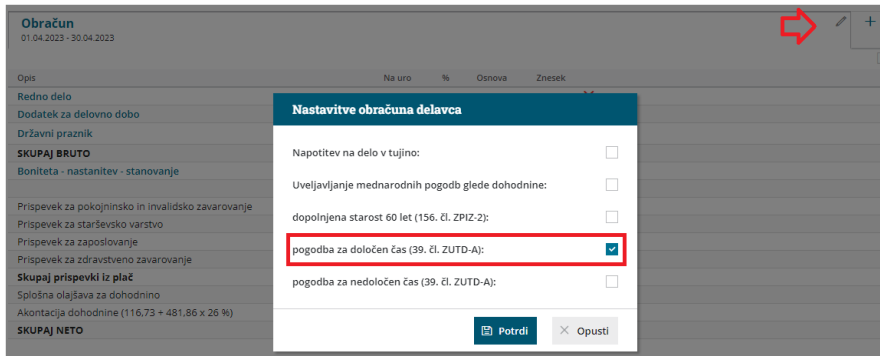 Obračun
01.04.2023 - 30.04.2023
Opis Na uro % Osnova Znesek
Redno delo
Dodatek za delovno dobo
Državni praznik
SKUPAJ BRUTO
Boniteta - nastanitev - stanovanje
Prispevek za pokojninsko in invalidsko zavarovanje
Prispevek za starševsko varstvo
Prispevek za zaposlovanje
Prispevek za zdravstveno zavarovanje
Skupaj prispevki iz plač
Splošna olajšava za dohodnino
Akontacija dohodnine (116,73 + 481,86 x 26 %)
SKUPAJ NETO
Nastavitve obračuna delavca
Napotitev na delo v tujino:
Uveljavljanje mednarodnih pogodb glede dohodnine:
dopolnjena starost 60 let (156. čl. ZPIZ-2):
pogodba za določen čas (39. čl. ZUTD-A):
pogodba za nedoločen čas (39. čl. ZUTD-A):
Potrdi
Opusti